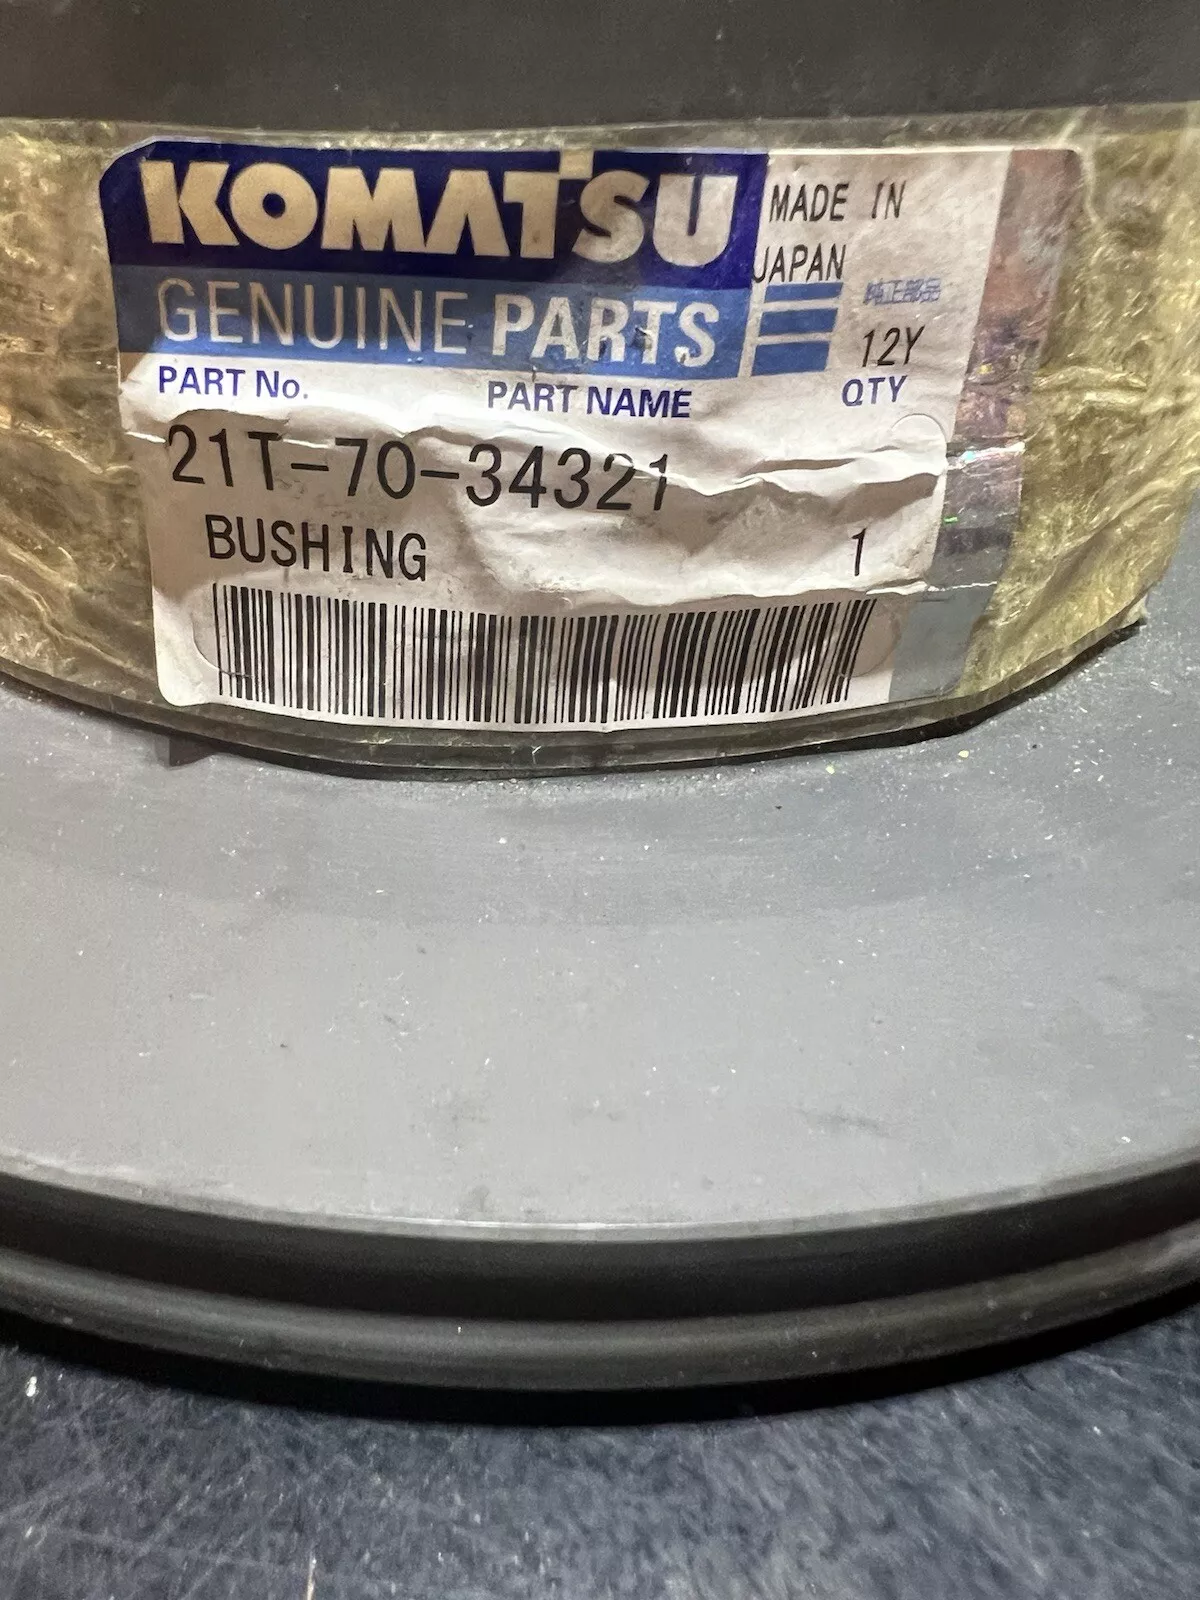 KOMATSU
MADE IN
JAPAN
GENUINE PARTS
純正部品
12Y
PART No.
PART NAME
QTY
21T-70-34321
BUSHING
1